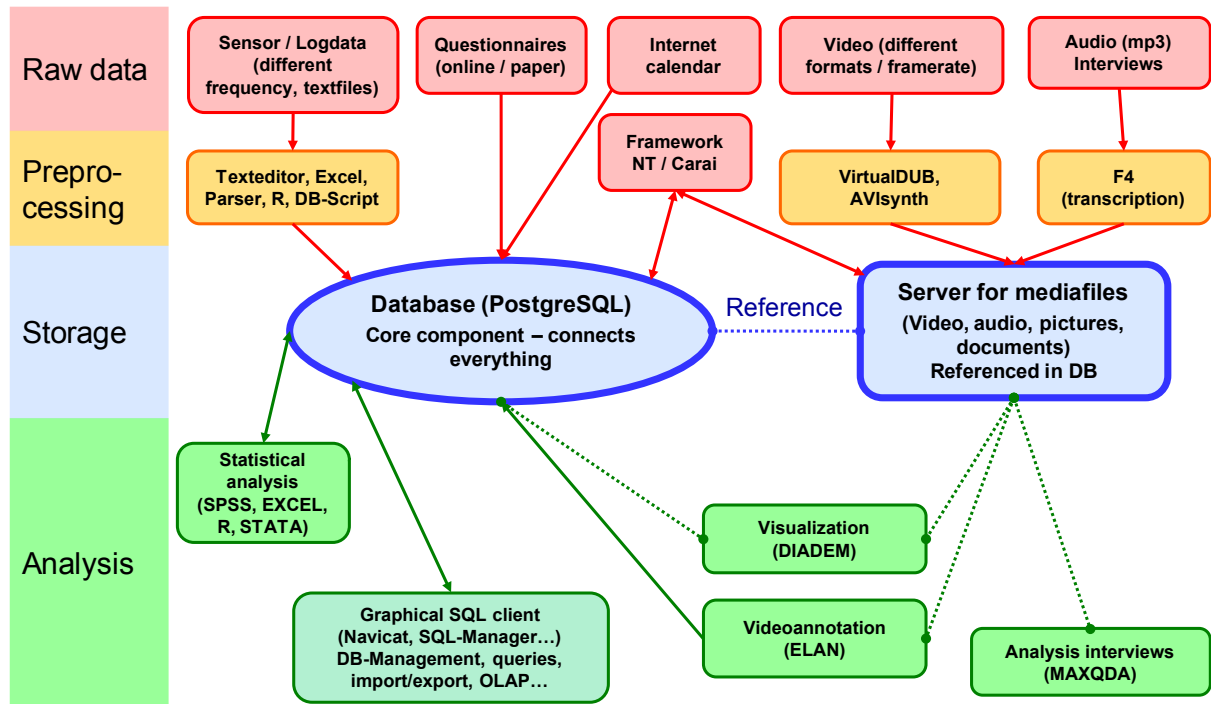 Raw data
Sensor / Logdata
(different
frequency, textfiles)
Questionnaires
(online / paper)
Internet
calendar
Video (different
formats / framerate)
Audio (mp3)
Interviews
Prepro-
cessing
Texteditor, Excel,
Parser, R, DB-Script
Framework
NT / Carai
VirtualDUB,
AVIsynth
F4
(transcription)
Storage
Database (PostgreSQL)
Core component – connects
everything
Reference
Server for mediafiles
(Video, audio, pictures,
documents)
Referenced in DB
Analysis
Statistical
analysis
(SPSS, EXCEL,
R, STATA)
Graphical SQL client
(Navicat, SQL-Manager…)
DB-Management, queries,
import/export, OLAP…
Visualization
(DIADEM)
Videoannotation
(ELAN)
Analysis interviews
(MAXQDA)